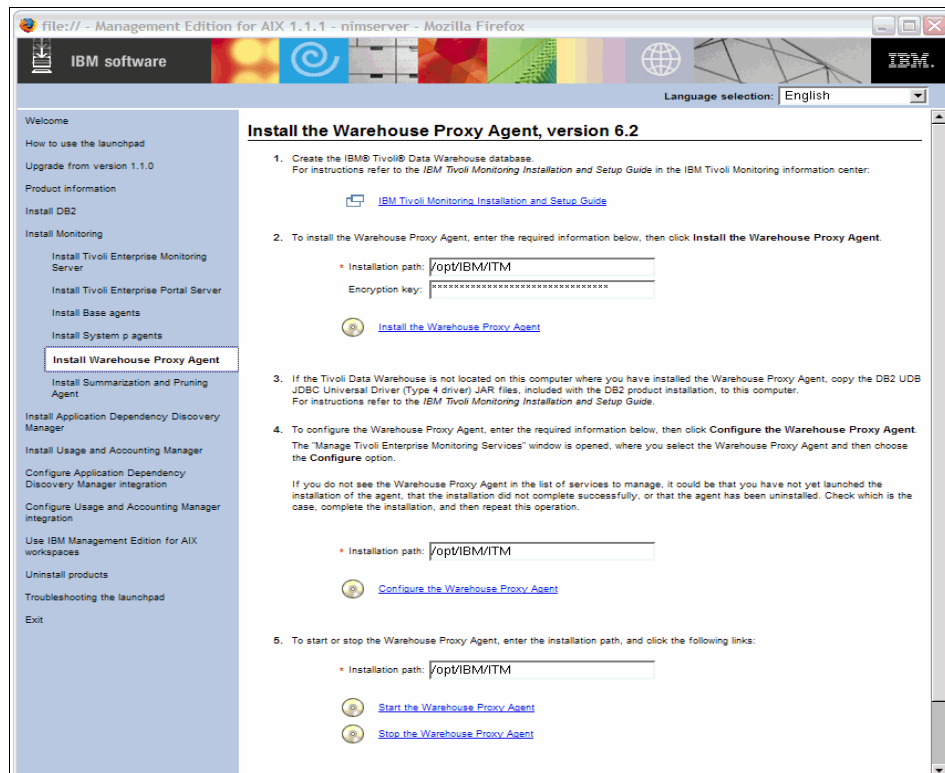 file:// - Management Edition for AIX 1.1.1 - nimserver - Mozilla Firefox
IBM software
IBM.
Language selection: English
Welcome
How to use the launchpad
Upgrade from version 1.1.0
Product information
Install DB2
Install Monitoring
Install Tivoli Enterprise Monitoring
Server
Install Tivoli Enterprise Portal Server
Install Base agents
Install System p agents
Install Warehouse Proxy Agent
Install Summarization and Pruning
Agent
Install Application Dependency Discovery
Manager
Install Usage and Accounting Manager
Configure Application Dependency
Discovery Manager integration
Configure Usage and Accounting Manager
integration
Use IBM Management Edition for AIX
workspaces
Uninstall products
Troubleshooting the launchpad
Exit
Install the Warehouse Proxy Agent, version 6.2
1. Create the IBM® Tivoli® Data Warehouse database.
For instructions refer to the IBM Tivoli Monitoring Installation and Setup Guide in the IBM Tivoli Monitoring information center:
IBM Tivoli Monitoring Installation and Setup Guide
2. To install the Warehouse Proxy Agent, enter the required information below, then click Install the Warehouse Proxy Agent.
* Installation path: /opt/IBM/ITM
Encryption key: ********************************
Install the Warehouse Proxy Agent
3. If the Tivoli Data Warehouse is not located on this computer where you have installed the Warehouse Proxy Agent, copy the DB2 UDB
JDBC Universal Driver (Type 4 driver) JAR files, included with the DB2 product installation, to this computer.
For instructions refer to the IBM Tivoli Monitoring Installation and Setup Guide.
4. To configure the Warehouse Proxy Agent, enter the required information below, then click Configure the Warehouse Proxy Agent.
The "Manage Tivoli Enterprise Monitoring Services" window is opened, where you select the Warehouse Proxy Agent and then choose
the Configure option.
If you do not see the Warehouse Proxy Agent in the list of services to manage, it could be that you have not yet launched the
installation of the agent, that the installation did not complete successfully, or that the agent has been uninstalled. Check which is the
case, complete the installation, and then repeat this operation.
* Installation path: /opt/IBM/ITM
Configure the Warehouse Proxy Agent
5. To start or stop the Warehouse Proxy Agent, enter the installation path, and click the following links:
* Installation path: /opt/IBM/ITM
Start the Warehouse Proxy Agent
Stop the Warehouse Proxy Agent